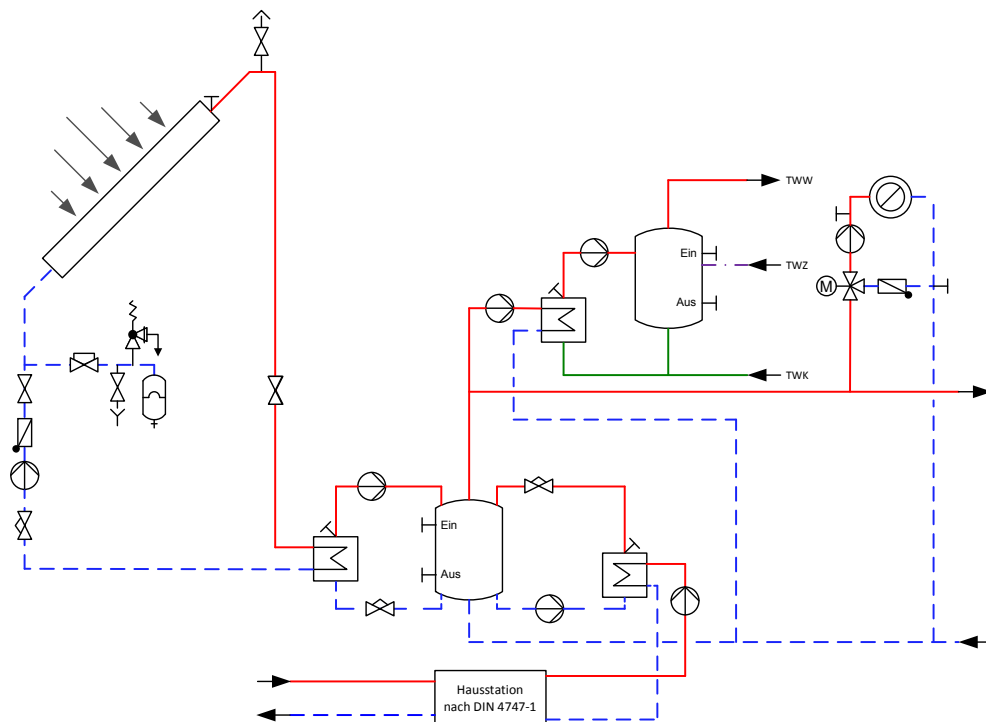 TWW
Ein
TWZ
M
Aus
TWK
Ein
Aus
Hausstation
nach DIN 4747-1